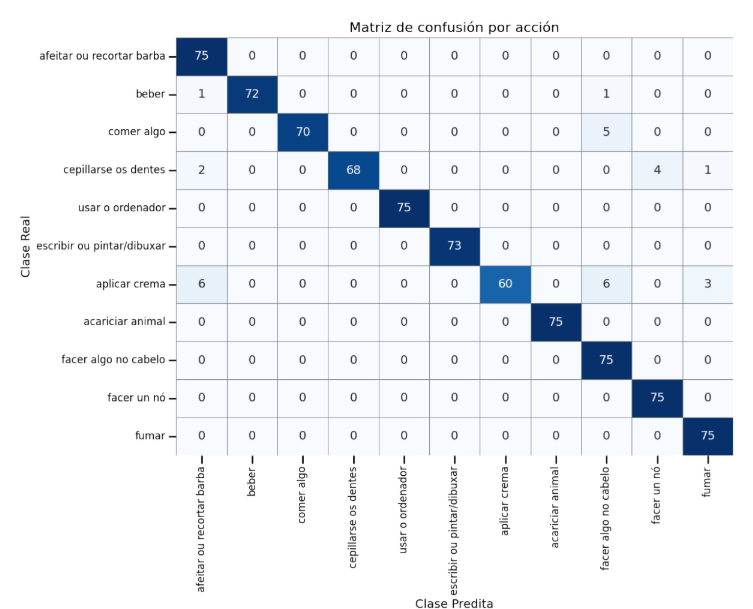 Matriz de confusión por acción
afeitar ou recortar barba 75 0 0 0 0 0 0 0 0 0 0
beber 1 72 0 0 0 0 0 0 1 0 0
comer algo 0 0 70 0 0 0 0 0 5 0 0
cepillarse os dentes 2 0 0 68 0 0 0 0 0 4 1
usar o ordenador 0 0 0 0 75 0 0 0 0 0 0
escribir ou pintar/dibuxar 0 0 0 0 0 73 0 0 0 0 0
aplicar crema 6 0 0 0 0 0 60 0 6 0 3
acariciar animal 0 0 0 0 0 0 0 75 0 0 0
facer algo no cabelo 0 0 0 0 0 0 0 0 75 0 0
facer un nó 0 0 0 0 0 0 0 0 0 75 0
fumar 0 0 0 0 0 0 0 0 0 0 75
Clase Real
afeitar ou recortar barba
beber
comer algo
cepillarse os dentes
usar o ordenador
escribir ou pintar/dibuxar
aplicar crema
acariciar animal
facer algo no cabelo
facer un nó
fumar
Clase Predita